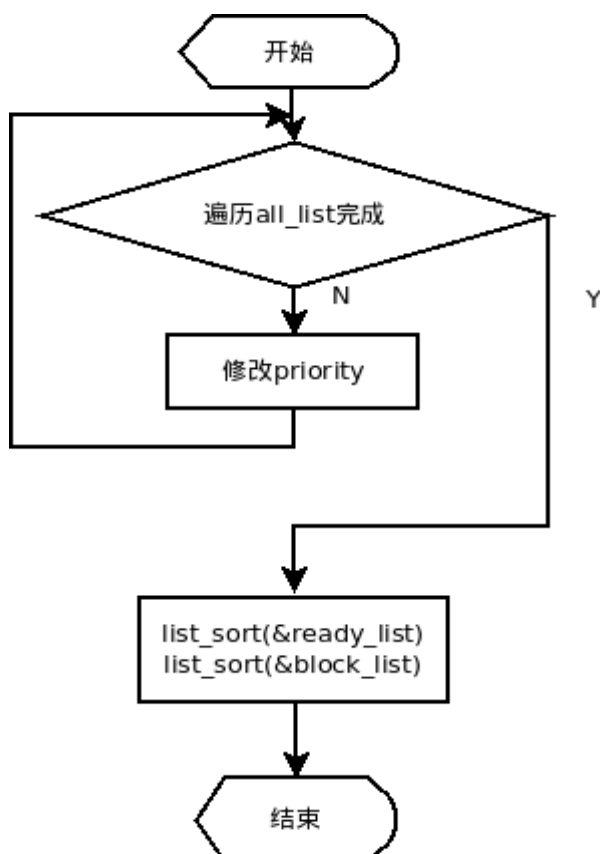 开始
遍历all_list完成
N
Y
修改priority
list_sort(&ready_list)
list_sort(&block_list)
结束